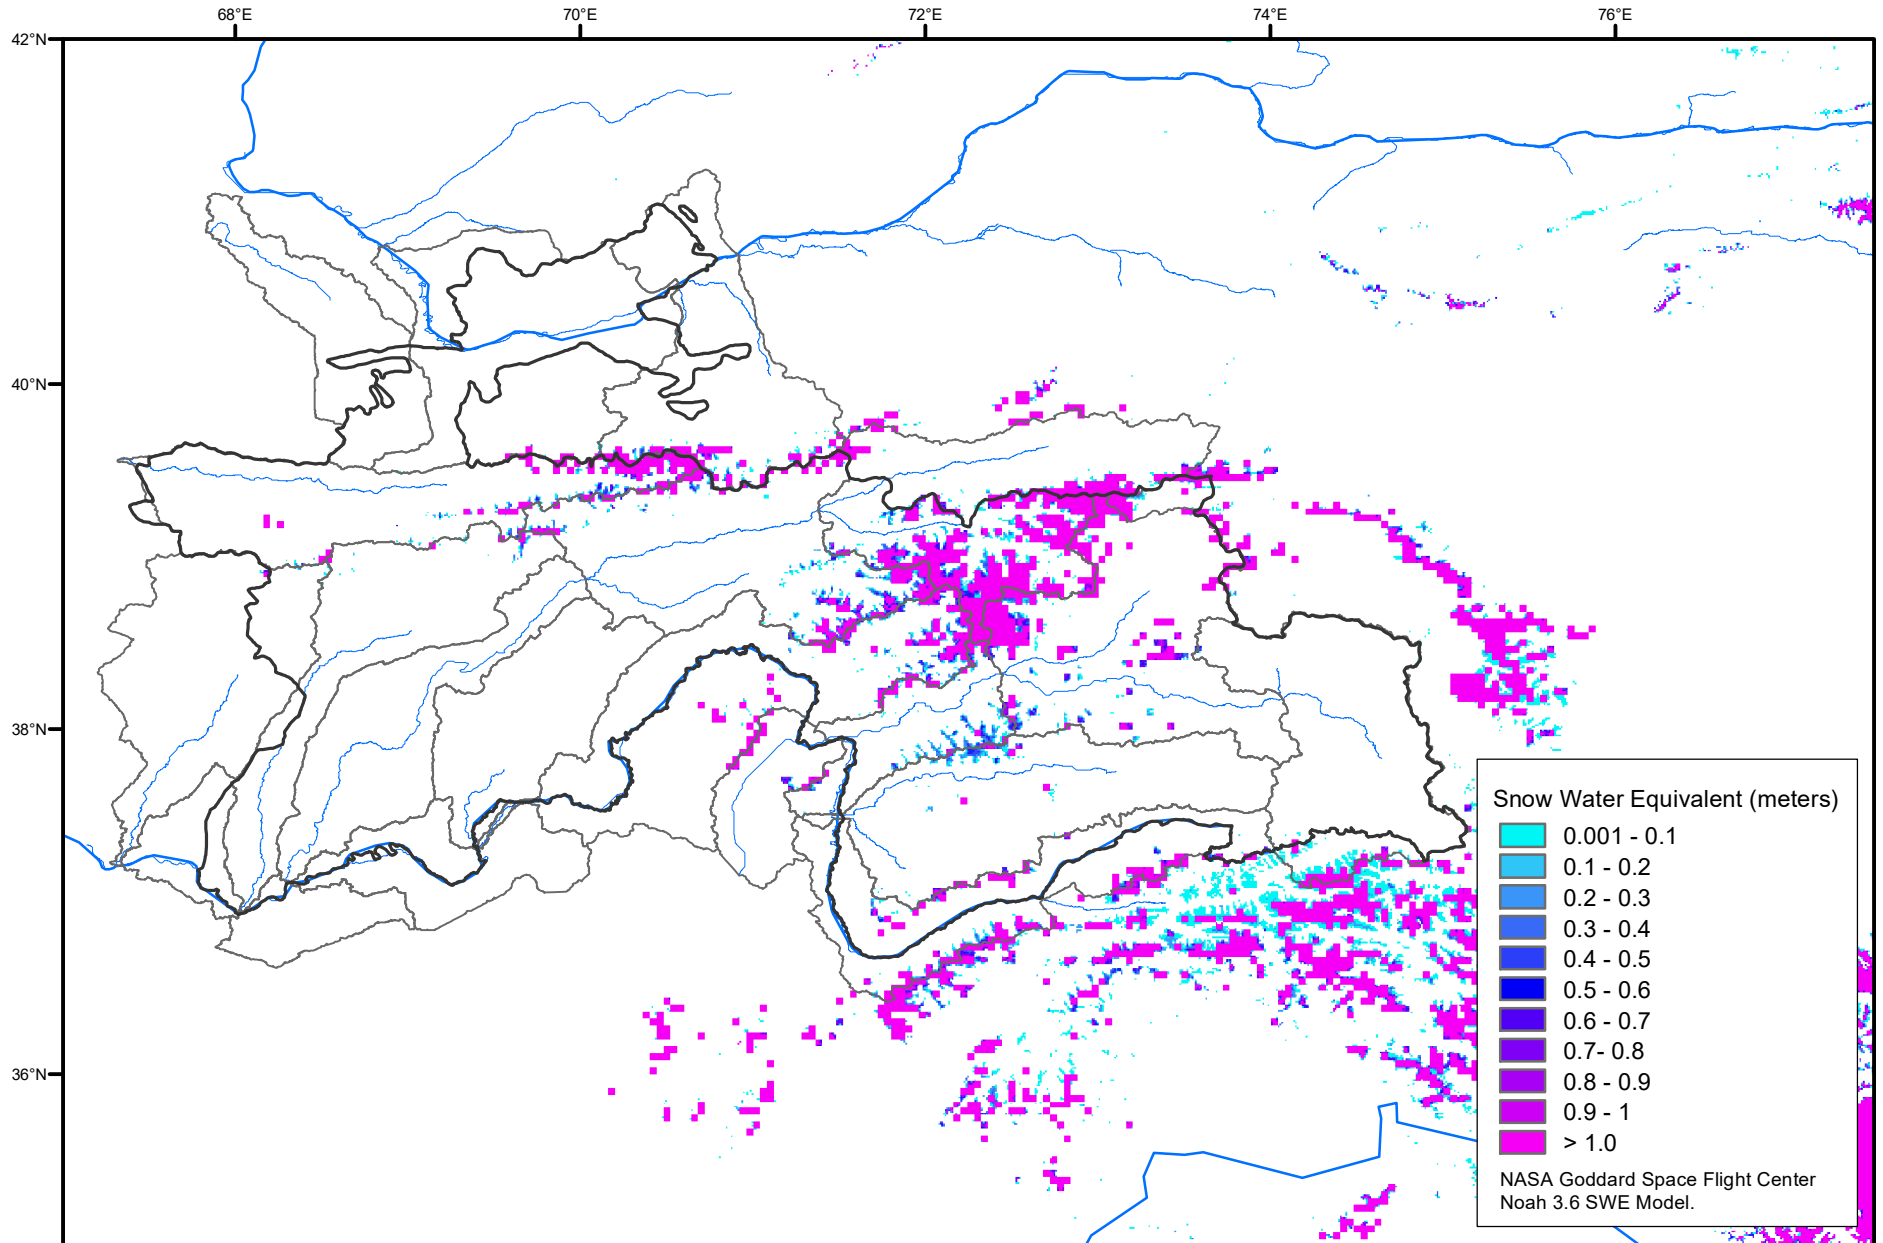 68°E 70°E 72°E 74°E 76°E
42°N
40°N
38°N
36°N
Snow Water Equivalent (meters)
0.001 - 0.1
0.1 - 0.2
0.2 - 0.3
0.3 - 0.4
0.4 - 0.5
0.5 - 0.6
0.6 - 0.7
0.7- 0.8
0.8 - 0.9
0.9 - 1
> 1.0
NASA Goddard Space Flight Center
Noah 3.6 SWE Model.